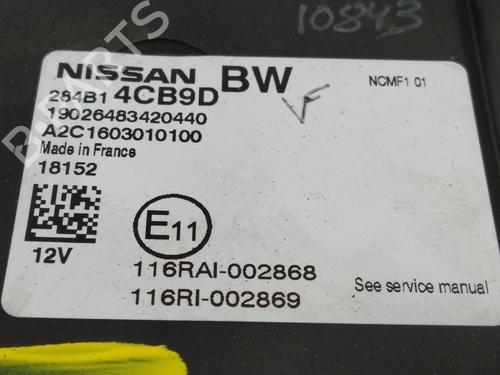 10843
NISSAN BW
NCMF1 01
284B1 4CB9D
VF
19026483420440
A2C1603010100
Made in France
18152
E11
12V
116RAI-002868
116RI-002869
See service manual